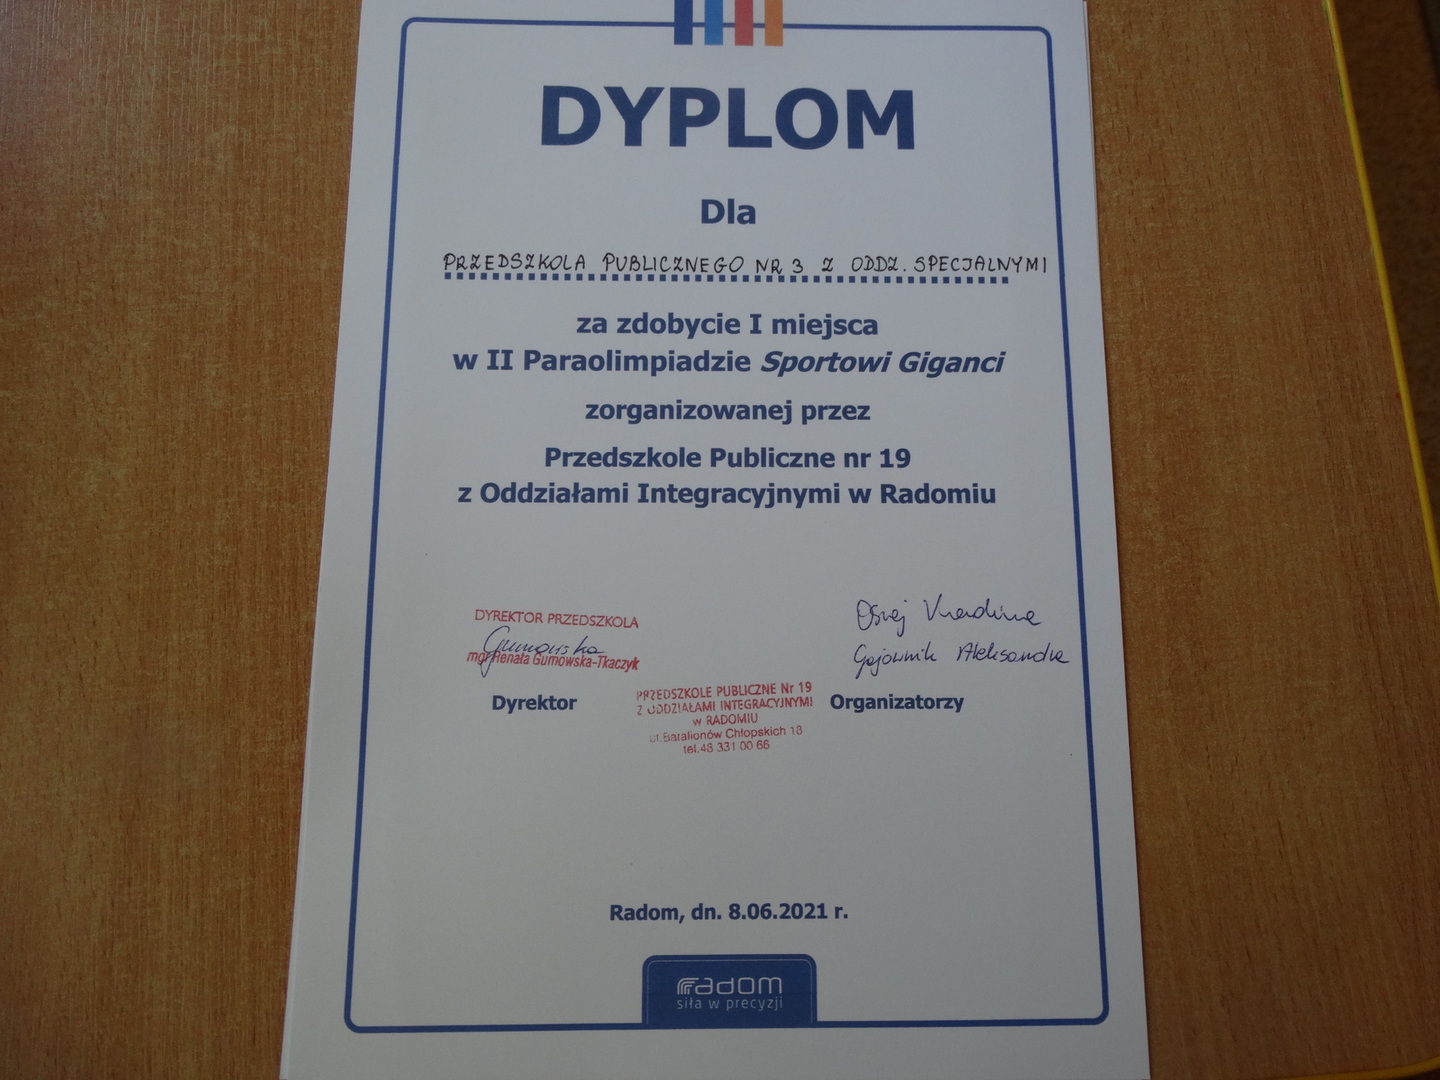 DYPLOM
Dla
PRZEDSZKOLA PUBLICZNEGO NR 3 Z ODDZ. SPECJALNYMI
za zdobycie I miejsca
w II Paraolimpiadzie Sportowi Giganci
zorganizowanej przez
Przedszkole Publiczne nr 19
z Oddziałami Integracyjnymi w Radomiu
DYREKTOR PRZEDSZKOLA
Gumowska
mgr Renata Gumowska-Tkaczyk
Dyrektor
PRZEDSZKOLE PUBLICZNE Nr 19
Z ODDZIAŁAMI INTEGRACYJNYMI
w RADOMIU
ul.Batalionów Chłopskich 18
tel.48 331 00 66
Gajownik Aleksandra
Organizatorzy
Radom, dn. 8.06.2021 r.
radom
siła w precyzji